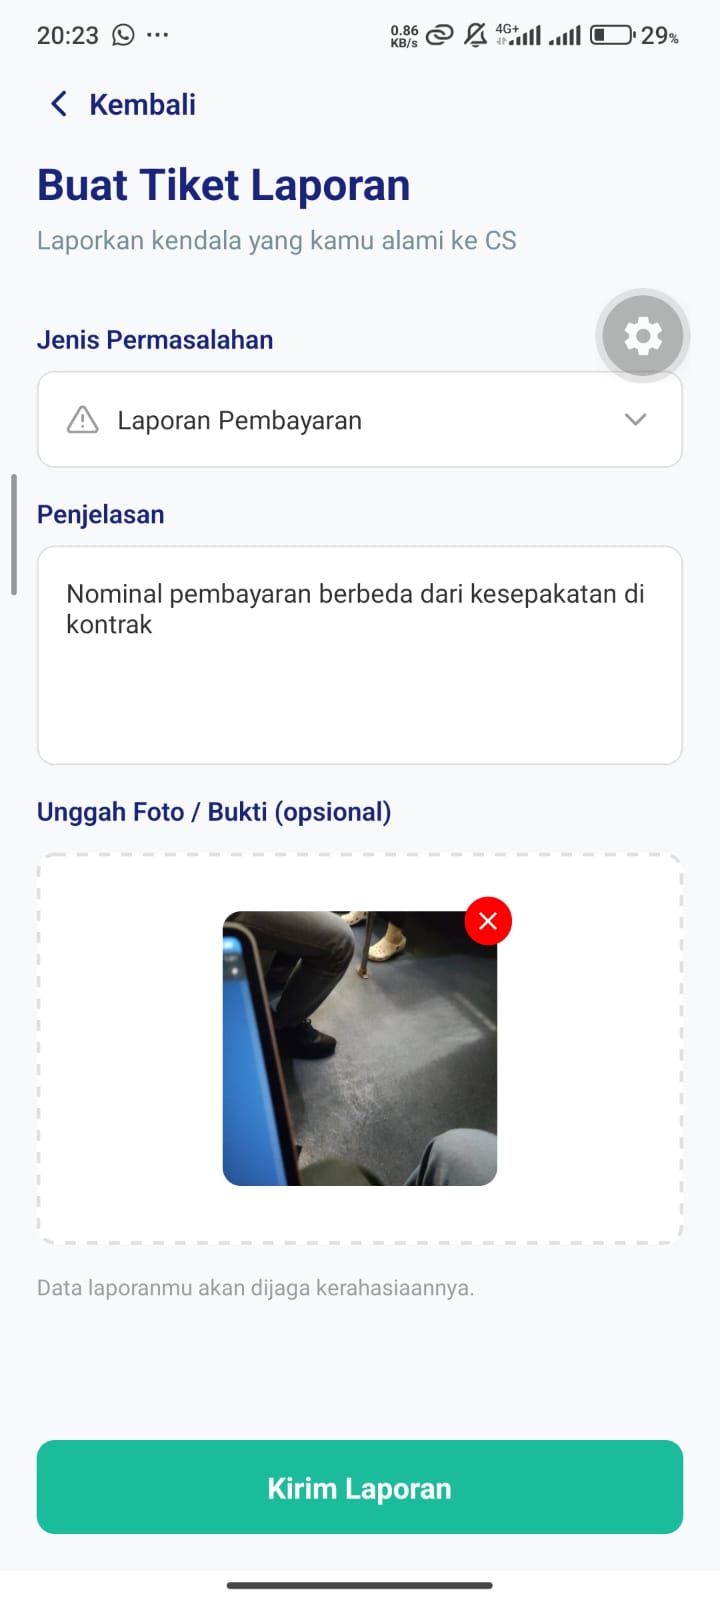 20:23
0.86
KB/s
4G+
29%
Kembali
Buat Tiket Laporan
Laporkan kendala yang kamu alami ke CS
Jenis Permasalahan
Laporan Pembayaran
Penjelasan
Nominal pembayaran berbeda dari kesepakatan di
kontrak
Unggah Foto / Bukti (opsional)
Data laporanmu akan dijaga kerahasiaannya.
Kirim Laporan